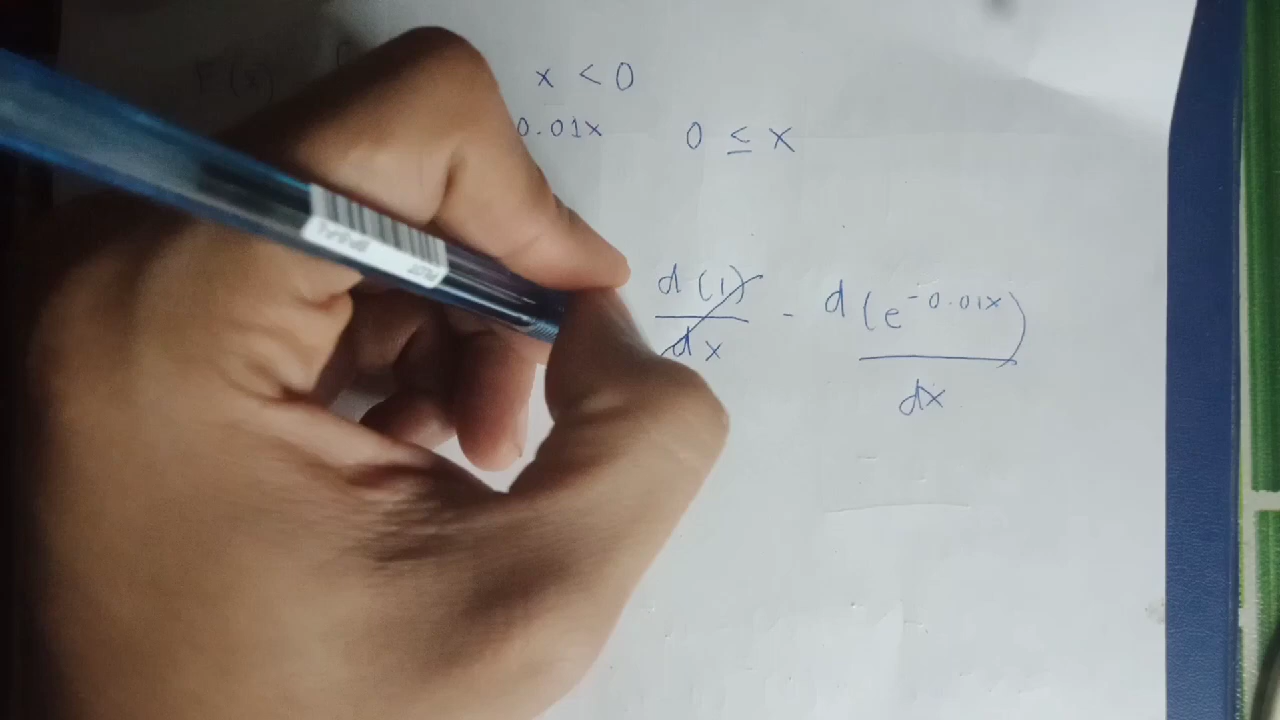 F(x) x < 0
0.01x 0 ≤ x
d(1) - d(e^-0.01x)
dx dx